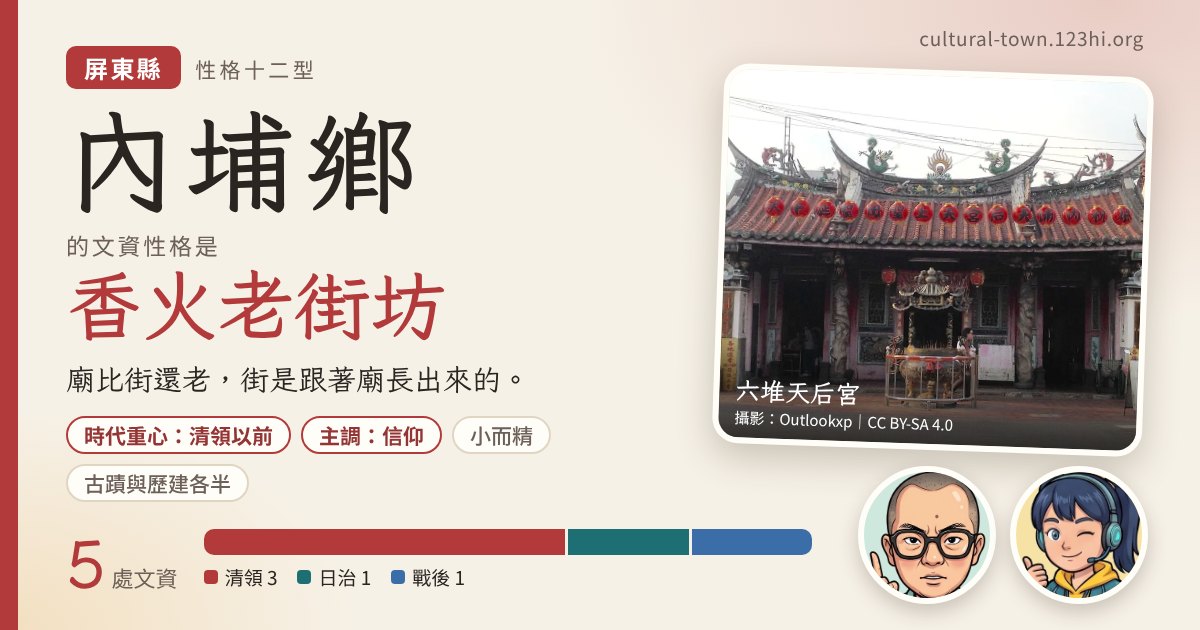 屏東縣
性格十二型
cultural-town.123hi.org
內埔鄉
的文資性格是
香火老街坊
廟比街還老，街是跟著廟長出來的。
時代重心：清領以前
主調：信仰
小而精
古蹟與歷建各半
5 處文資
清領 3
日治 1
戰後 1
六堆天后宮
攝影：Outlookxp｜CC BY-SA 4.0